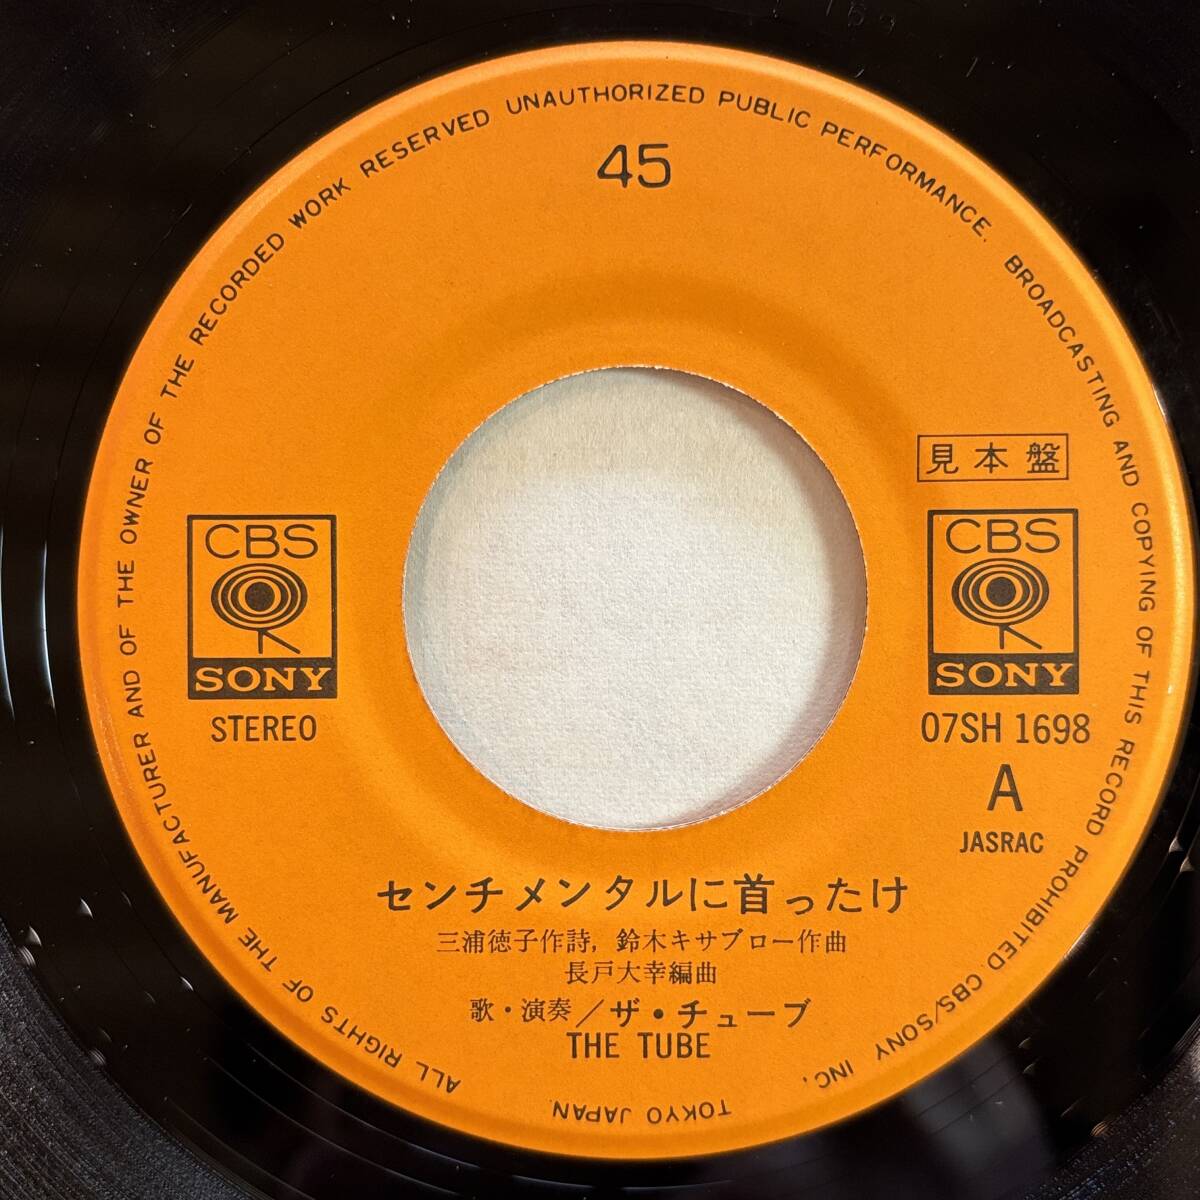 ALL RIGHTS OF THE MANUFACTURER AND OF THE OWNER OF THE RECORDED WORK RESERVED UNAUTHORIZED PUBLIC PERFORMANCE. BROADCASTING AND COPYING OF THIS RECORD PROHIBITED CBS/SONY INC. TOKYO JAPAN
45
見本盤
CBS
SONY
STEREO
CBS
SONY
07SH 1698
A
JASRAC
センチメンタルに首ったけ
三浦徳子作詩, 鈴木キサブロー作曲
長戸大幸編曲
歌・演奏/ザ・チューブ
THE TUBE